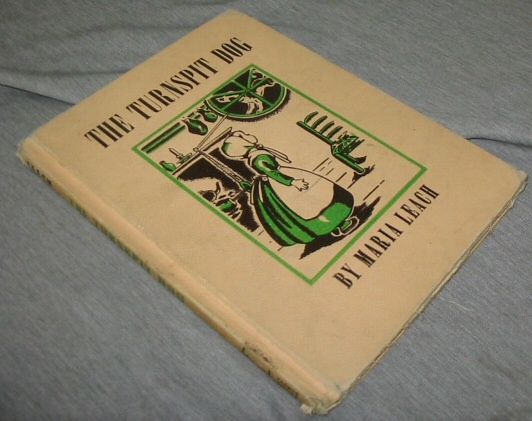 THE TURNSPIT DOG
BY MARIA LEACH